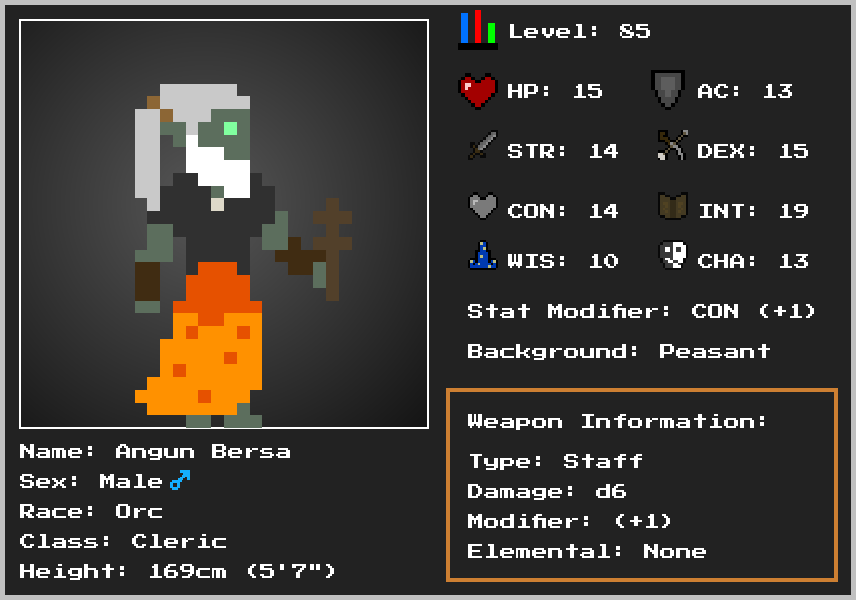 Level: 85
HP: 15
AC: 13
STR: 14
DEX: 15
CON: 14
INT: 19
WIS: 10
CHA: 13
Stat Modifier: CON (+1)
Background: Peasant
Weapon Information:
Type: Staff
Damage: d6
Modifier: (+1)
Elemental: None
Name: Angun Bersa
Sex: Male ♂
Race: Orc
Class: Cleric
Height: 169cm (5'7")